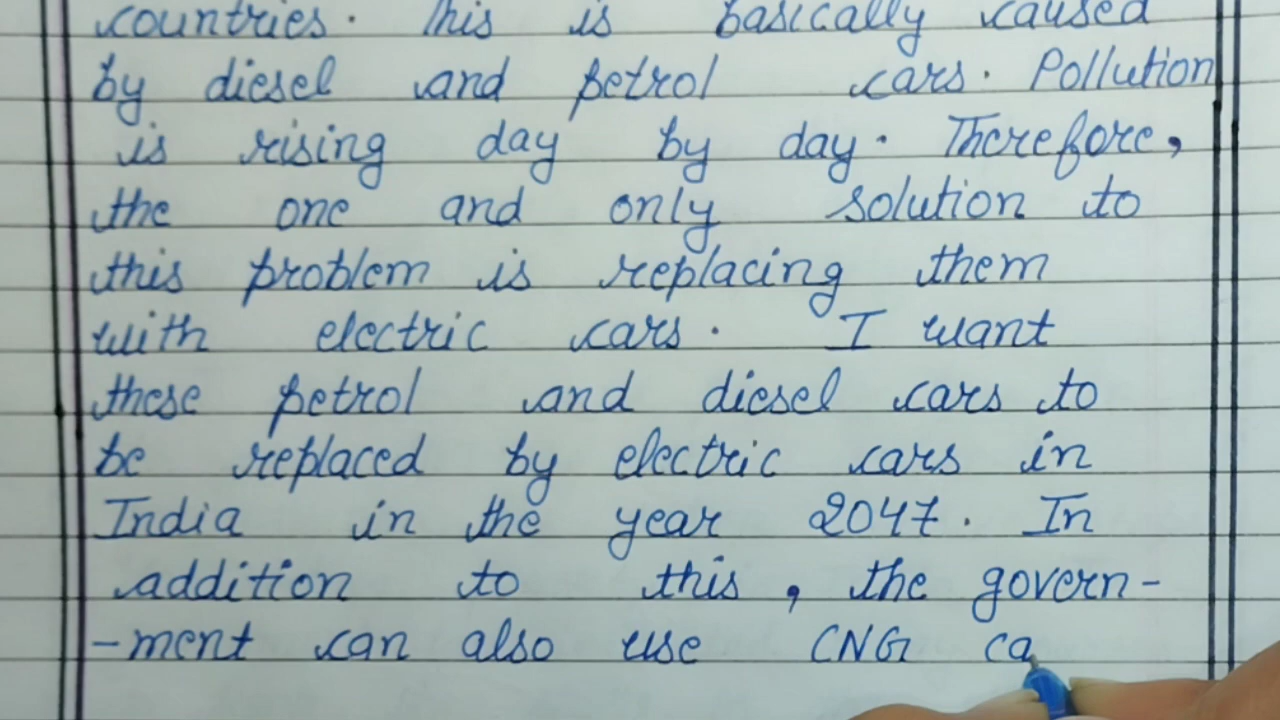 countries. This is basically caused
by diesel and petrol cars. Pollution
is rising day by day. Therefore,
the one and only solution to
this problem is replacing them
with electric cars. I want
these petrol and diesel cars to
be replaced by electric cars in
India in the year 2047. In
addition to this, the govern-
-ment can also use CNG ca